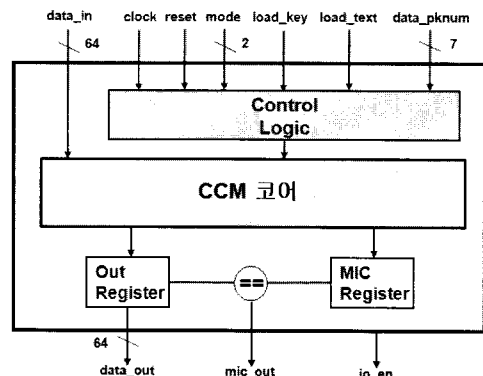 data_in clock reset mode load_key load_text data_pknum
64 2 7
Control
Logic
CCM 코어
Out
Register
==
MIC
Register
64
data_out mic_out io_en